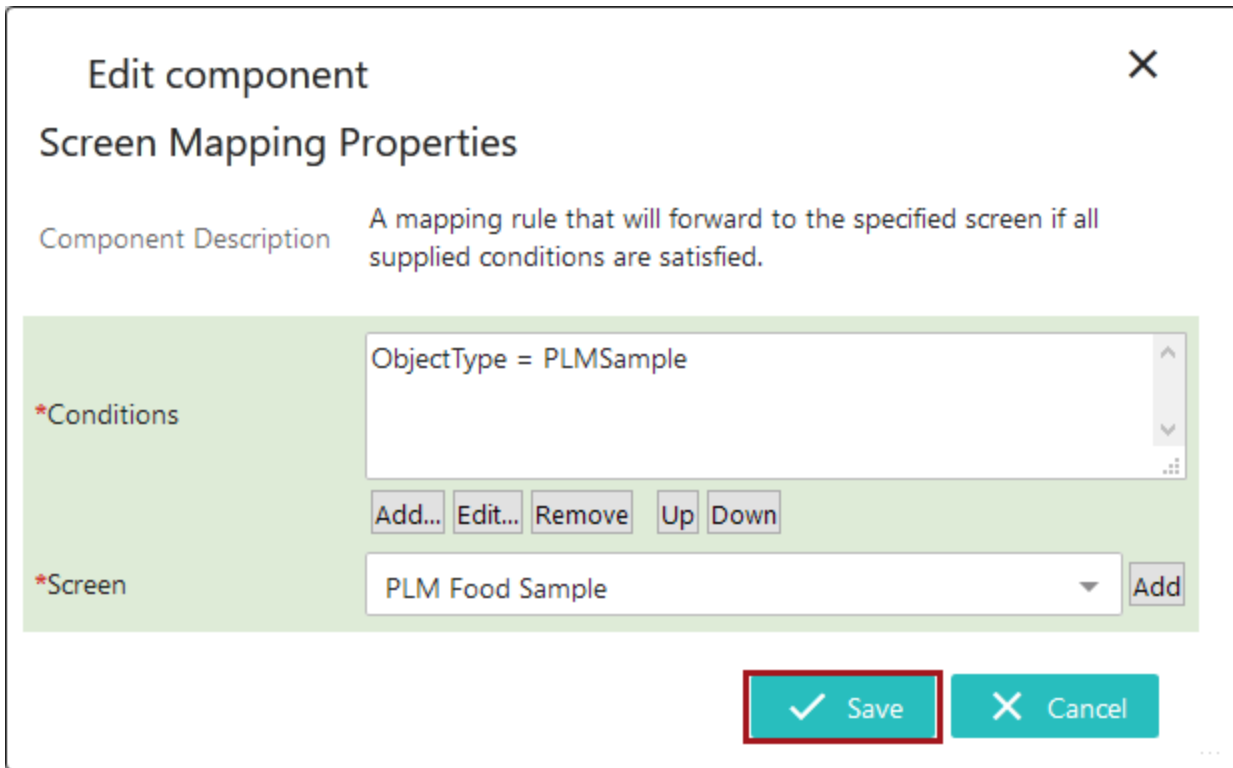 Edit component
Screen Mapping Properties
Component Description
A mapping rule that will forward to the specified screen if all
supplied conditions are satisfied.
*Conditions
ObjectType = PLMSample
Add... Edit... Remove Up Down
*Screen
PLM Food Sample
Add
Save
Cancel